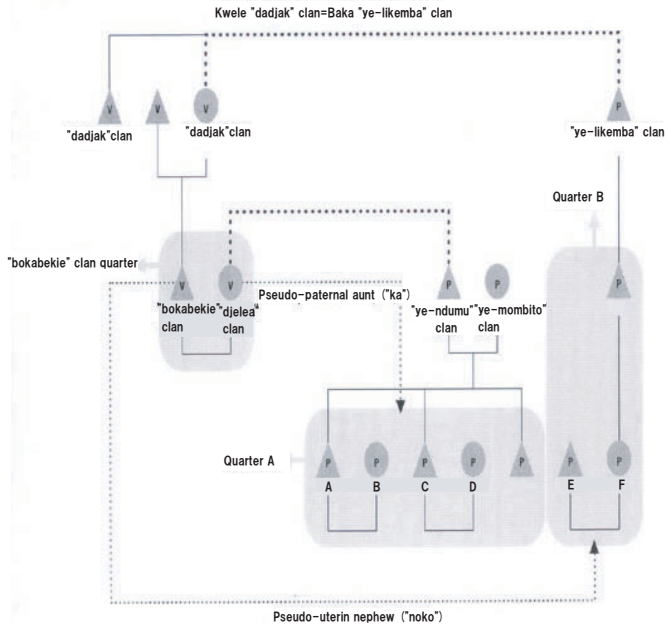 Kwele "dadjak" clan=Baka "ye-likemba" clan
V V V P
"dadjak"clan "dadjak"clan "ye-likemba" clan
Quarter B
"bokabekie" clan quarter
V V P P P
Pseudo-paternal aunt ("ka")
"bokabekie" "djelea" "ye-ndumu" "ye-mombito"
clan clan clan clan
Quarter A
P P P P P P P
A B C D E F
Pseudo-uterin nephew ("noko")